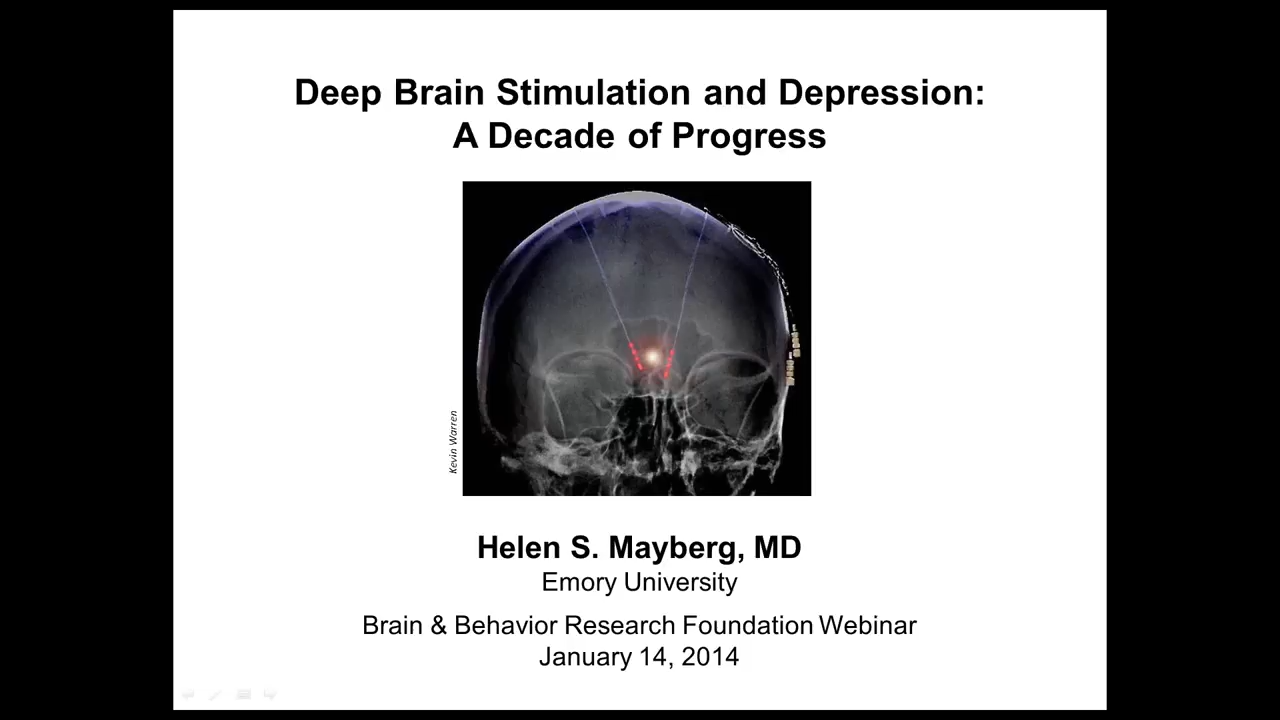 Deep Brain Stimulation and Depression:
A Decade of Progress
Kevin Warren
Helen S. Mayberg, MD
Emory University
Brain & Behavior Research Foundation Webinar
January 14, 2014